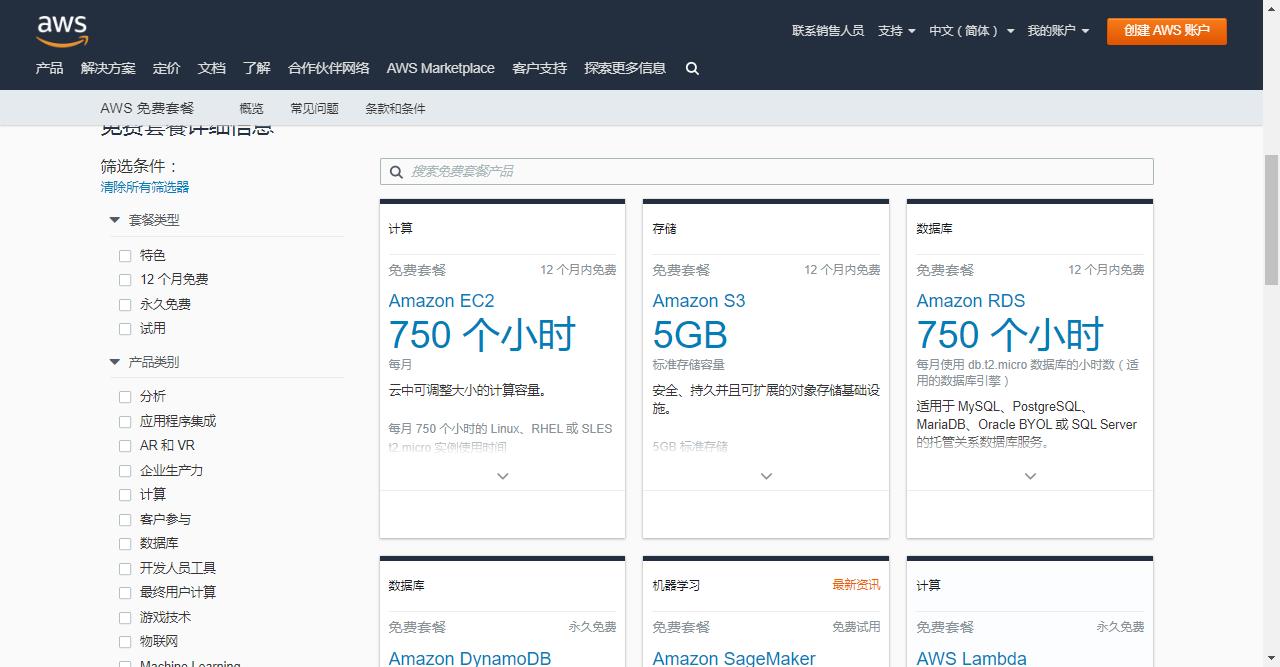 aws
联系销售人员 支持 中文（简体） 我的账户 创建 AWS 账户
产品 解决方案 定价 文档 了解 合作伙伴网络 AWS Marketplace 客户支持 探索更多信息
AWS 免费套餐 概览 常见问题 条款和条件
免费套餐详细信息
筛选条件：
清除所有筛选器
套餐类型
特色
12 个月免费
永久免费
试用
产品类别
分析
应用程序集成
AR 和 VR
企业生产力
计算
客户参与
数据库
开发人员工具
最终用户计算
游戏技术
物联网
Machine Learning
搜索免费套餐产品
计算
免费套餐 12 个月内免费
Amazon EC2
750 个小时
每月
云中可调整大小的计算容量。
每月 750 个小时的 Linux、RHEL 或 SLES
t2.micro 实例使用时间
存储
免费套餐 12 个月内免费
Amazon S3
5GB
标准存储容量
安全、持久并且可扩展的对象存储基础设
施。
5GB 标准存储
数据库
免费套餐 12 个月内免费
Amazon RDS
750 个小时
每月使用 db.t2.micro 数据库的小时数（适
用的数据库引擎）
适用于 MySQL、PostgreSQL、
MariaDB、Oracle BYOL 或 SQL Server
的托管关系数据库服务。
数据库
免费套餐 永久免费
Amazon DynamoDB
机器学习 最新资讯
免费套餐 免费试用
Amazon SageMaker
计算
免费套餐 永久免费
AWS Lambda